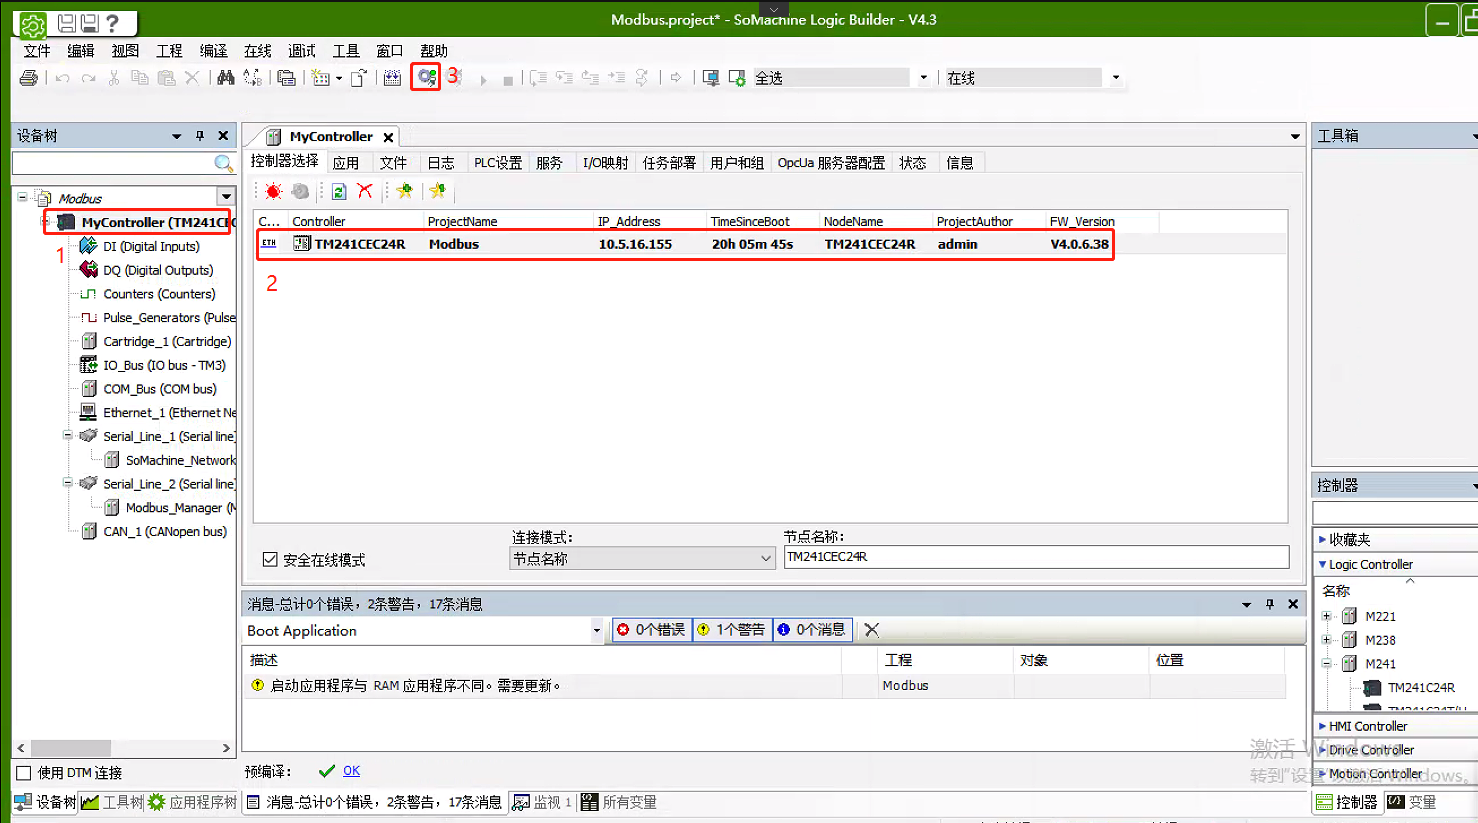 Modbus.project* - SoMachine Logic Builder - V4.3
文件 编辑 视图 工程 编译 在线 调试 工具 窗口 帮助
3
全选
在线
设备树
Modbus
MyController (TM241CEC
1
DI (Digital Inputs)
DQ (Digital Outputs)
Counters (Counters)
Pulse_Generators (Pulse
Cartridge_1 (Cartridge)
IO_Bus (IO bus - TM3)
COM_Bus (COM bus)
Ethernet_1 (Ethernet Ne
Serial_Line_1 (Serial line)
SoMachine_Network
Serial_Line_2 (Serial line)
Modbus_Manager (M
CAN_1 (CANopen bus)
使用 DTM 连接
设备树 工具树 应用程序树
MyController
控制器选择 应用 文件 日志 PLC设置 服务 I/O映射 任务部署 用户和组 OpcUa 服务器配置 状态 信息
C... Controller ProjectName IP_Address TimeSinceBoot NodeName ProjectAuthor FW_Version
ETH TM241CEC24R Modbus 10.5.16.155 20h 05m 45s TM241CEC24R admin V4.0.6.38
2
连接模式: 节点名称:
安全在线模式 节点名称 TM241CEC24R
消息-总计0个错误，2条警告，17条消息
Boot Application 0个错误 1个警告 0个消息
描述 工程 对象 位置
启动应用程序与 RAM 应用程序不同。需要更新。 Modbus
预编译: OK
消息-总计0个错误，2条警告，17条消息 监视 1 所有变量
工具箱
控制器
收藏夹
Logic Controller
名称
M221
M238
M241
TM241C24R
HMI Controller
Drive Controller
Motion Controller
激活 Windows
转到"设置"以激活 Windows。
控制器 变量